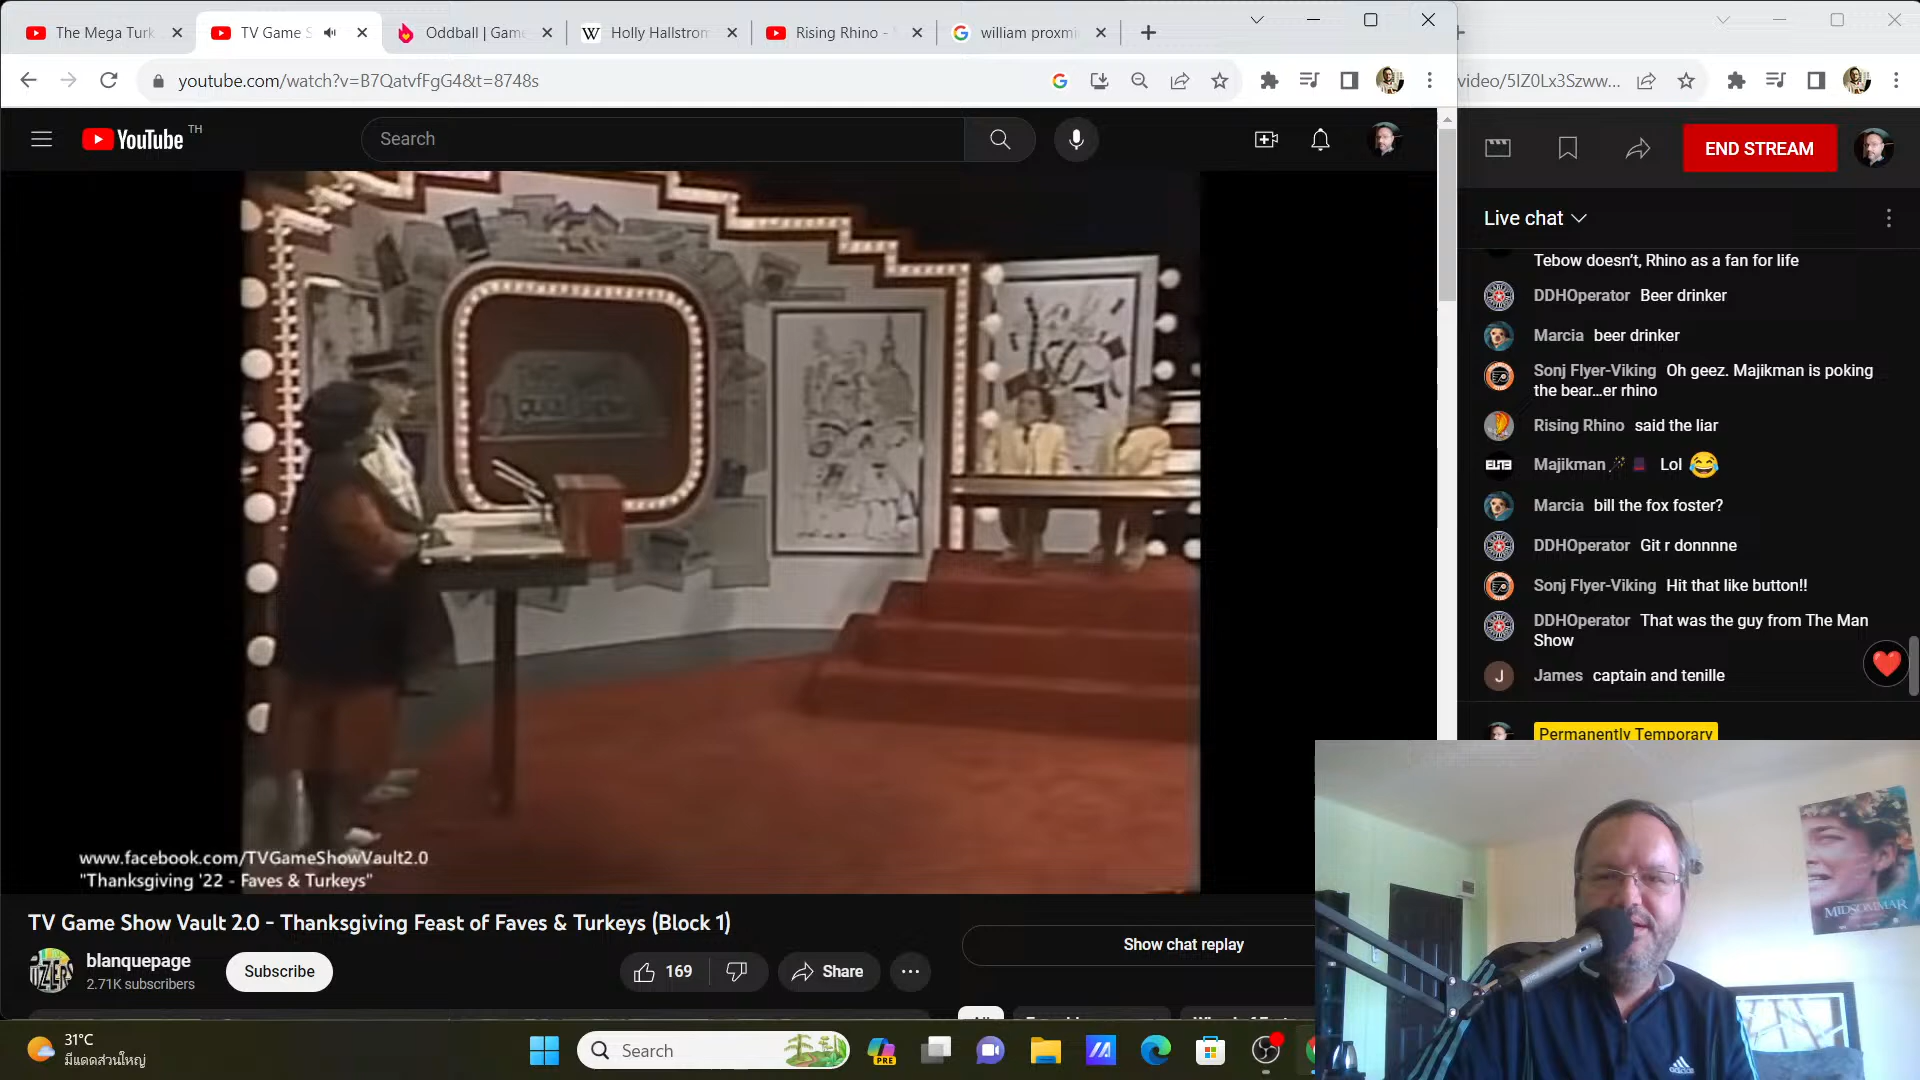 The Mega Turk
TV Game S
Oddball | Game
Holly Hallstrom
Rising Rhino -
william proxmi
youtube.com/watch?v=B7QatvfFgG4&t=8748s
video/5IZ0Lx3Szww...
YouTube TH
Search
END STREAM
Live chat
Tebow doesn't, Rhino as a fan for life
DDHOperator Beer drinker
Marcia beer drinker
Sonj Flyer-Viking Oh geez. Majikman is poking
the bear...er rhino
Rising Rhino said the liar
Majikman🪄🎩 Lol 😂
Marcia bill the fox foster?
DDHOperator Git r donnnne
Sonj Flyer-Viking Hit that like button!!
DDHOperator That was the guy from The Man
Show
J James captain and tenille
Permanently Temporary
www.facebook.com/TVGameShowVault2.0
"Thanksgiving '22 - Faves & Turkeys"
TV Game Show Vault 2.0 - Thanksgiving Feast of Faves & Turkeys (Block 1)
blanquepage
2.71K subscribers
Subscribe
169
Share
Show chat replay
MIDSOMMAR
adidas
31°C
มีแดดส่วนใหญ่
Search
PRE